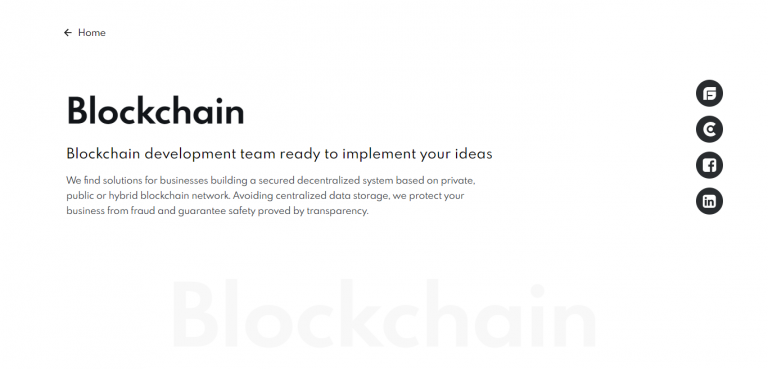 Home
Blockchain
Blockchain development team ready to implement your ideas
We find solutions for businesses building a secured decentralized system based on private,
public or hybrid blockchain network. Avoiding centralized data storage, we protect your
business from fraud and guarantee safety proved by transparency.
in
Blockchain